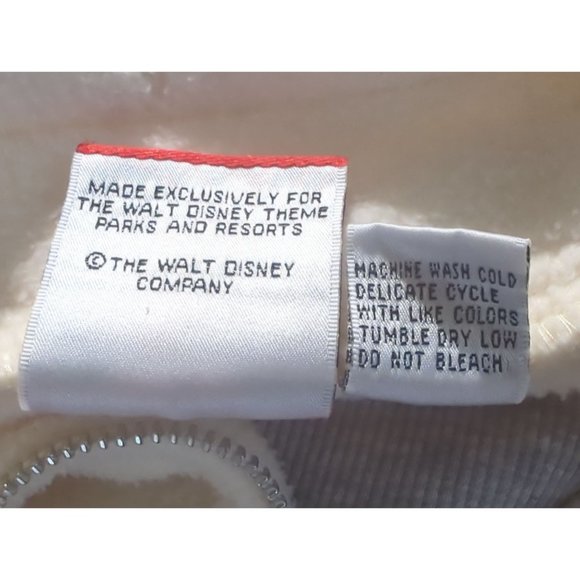 MADE EXCLUSIVELY FOR
THE WALT DISNEY THEME
PARKS AND RESORTS
© THE WALT DISNEY
COMPANY
MACHINE WASH COLD
DELICATE CYCLE
WITH LIKE COLORS
TUMBLE DRY LOW
DO NOT BLEACH